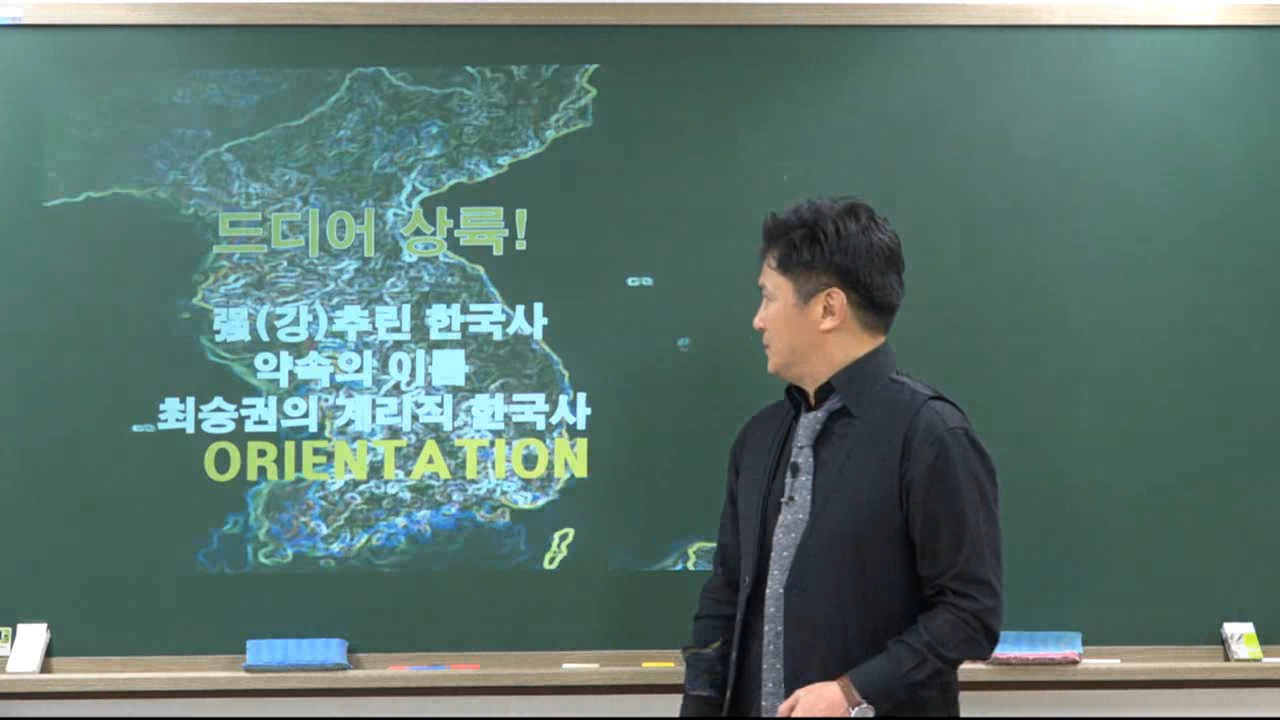 드디어 상륙!
强(강)추린 한국사
약속의 이름
최승권의 계리직 한국사
ORIENTATION